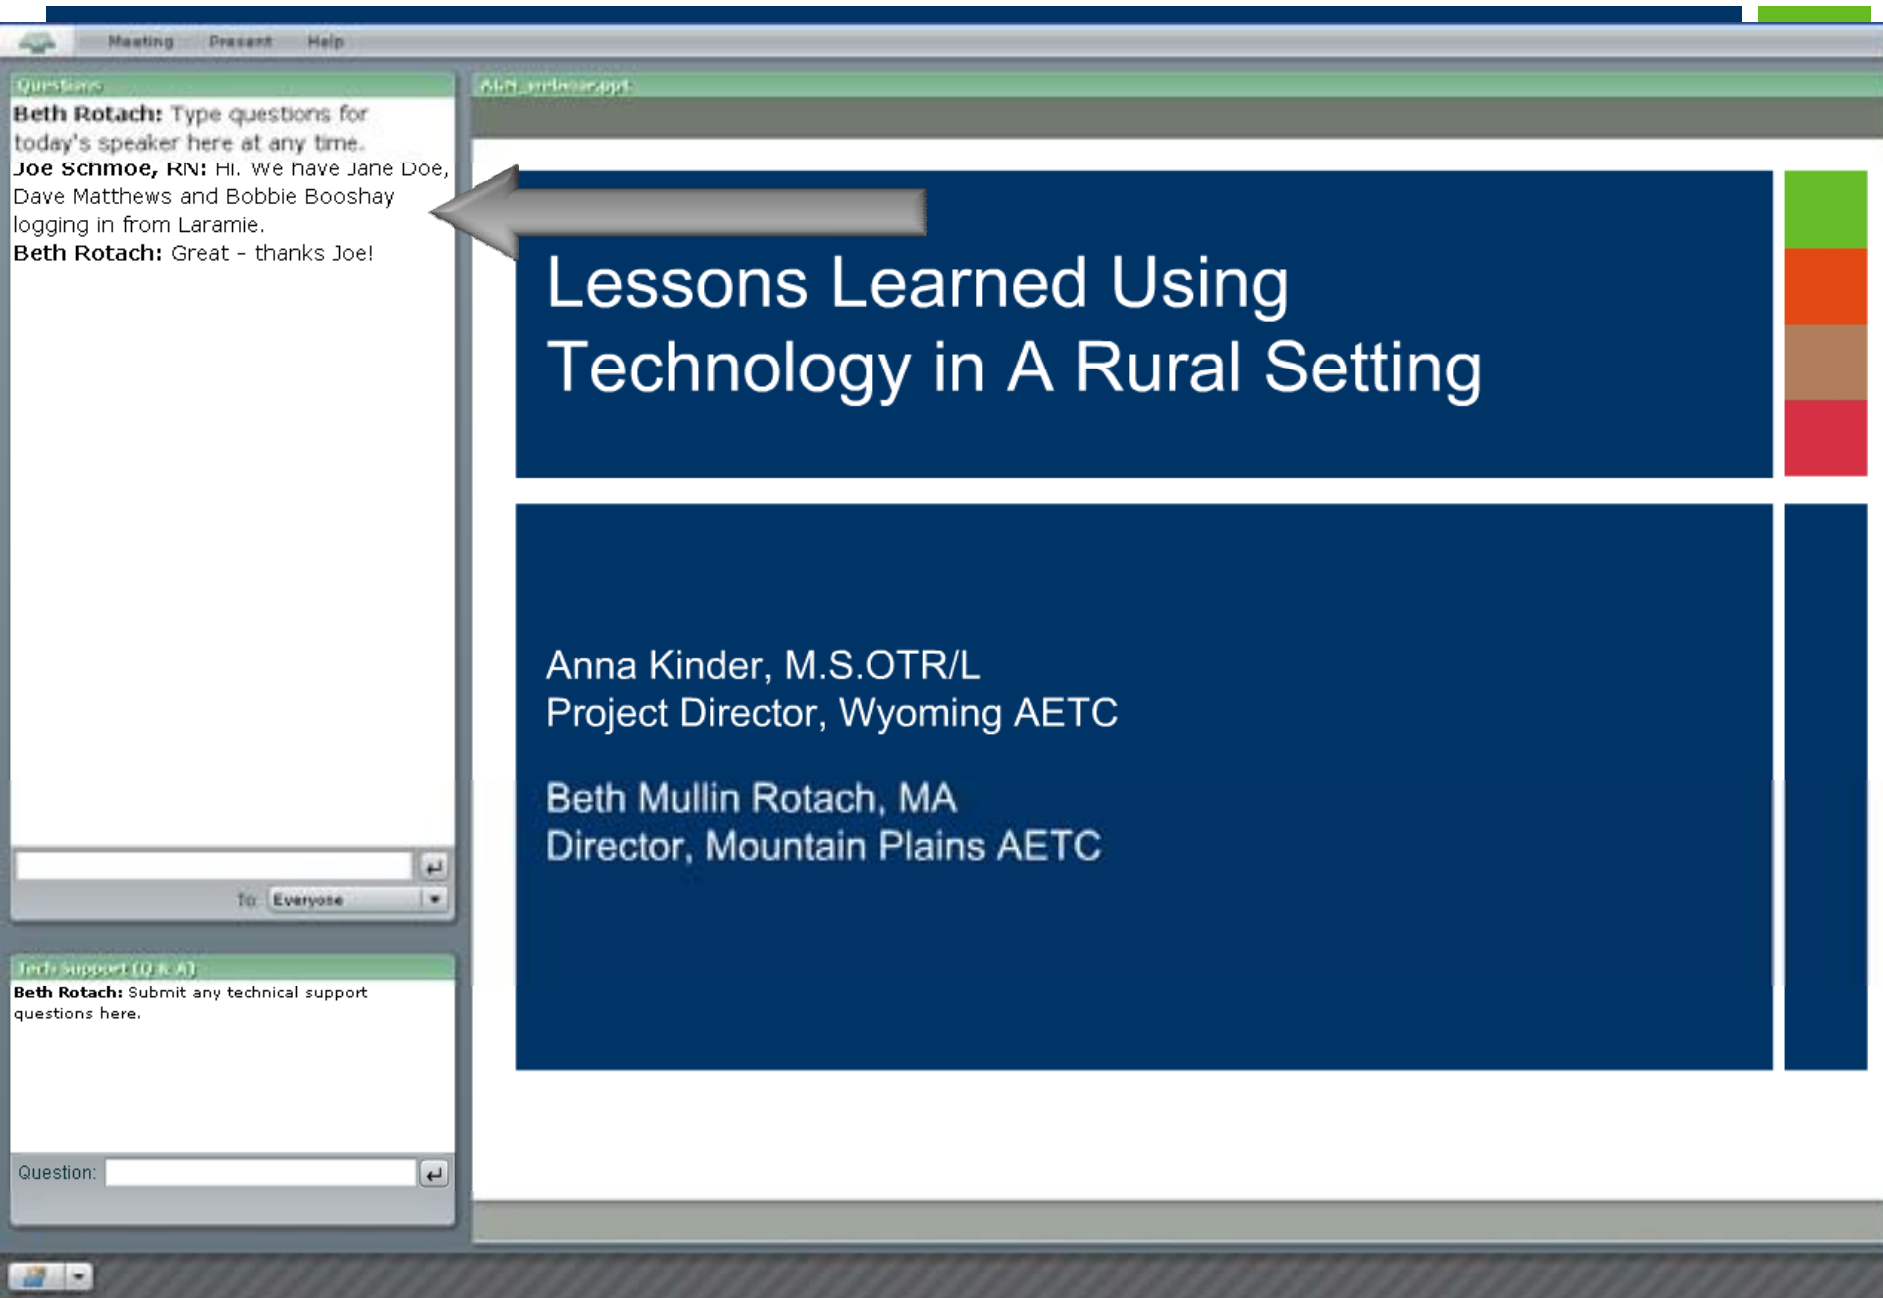 Meeting Present Help
Questions
Beth Rotach: Type questions for
today's speaker here at any time.
Joe Schmoe, RN: Hi. We have Jane Doe,
Dave Matthews and Bobbie Booshay
logging in from Laramie.
Beth Rotach: Great - thanks Joe!
To: Everyone
Tech Support (Q & A)
Beth Rotach: Submit any technical support
questions here.
Question:
Lessons Learned Using
Technology in A Rural Setting
Anna Kinder, M.S.OTR/L
Project Director, Wyoming AETC
Beth Mullin Rotach, MA
Director, Mountain Plains AETC